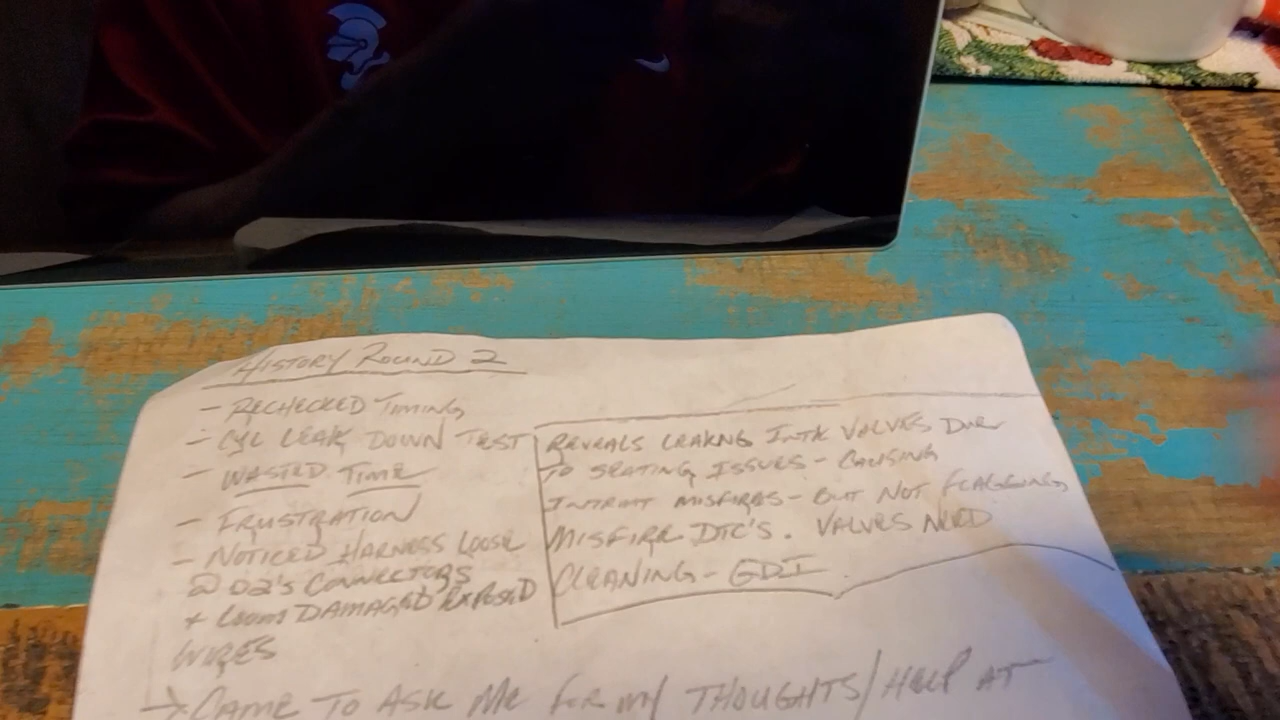 HISTORY ROUND 2
- RECHECKED TIMING
- CYL LEAK DOWN TEST
- WASTED TIME
- FRUSTRATION
- NOTICED HARNESS LOOSE
@ O2'S CONNECTORS
+ LOOM DAMAGED EXPOSED
WIRES
REVEALS LEAKNG INTK VALVES DUE
TO SEATING ISSUES - CAUSING
INTRMT MISFIRES - BUT NOT FLAGGING
MISFIRE DTC'S. VALVES NEED
CLEANING - GDI
→ CAME TO ASK ME FOR MY THOUGHTS/HELP AT